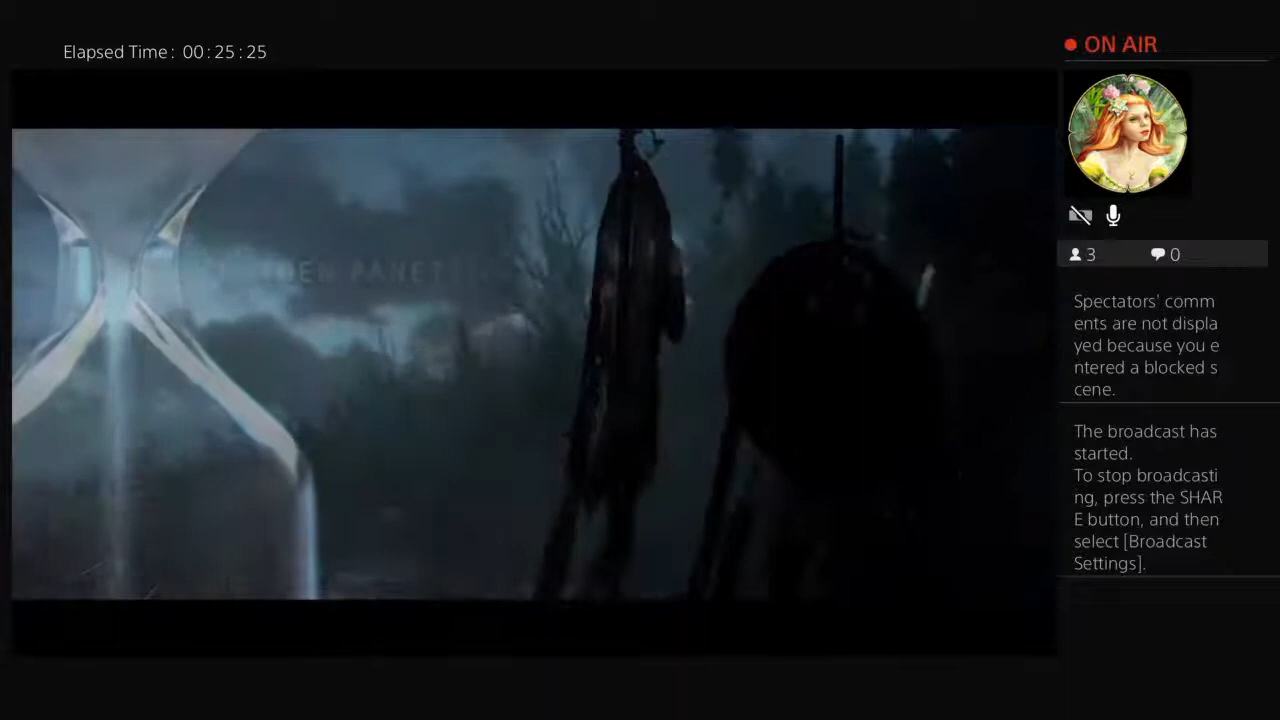 Elapsed Time: 00:25:25
ON AIR
3 0
Spectators' comm
ents are not displa
yed because you e
ntered a blocked s
cene.
The broadcast has
started.
To stop broadcasti
ng, press the SHAR
E button, and then
select [Broadcast
Settings].